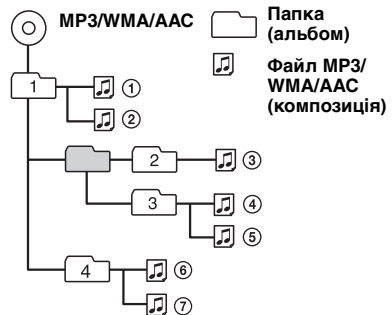 MP3/WMA/AAC
Папка
(альбом)
Файл MP3/
WMA/AAC
(композиція)
1
①
②
2
③
3
④
⑤
4
⑥
⑦